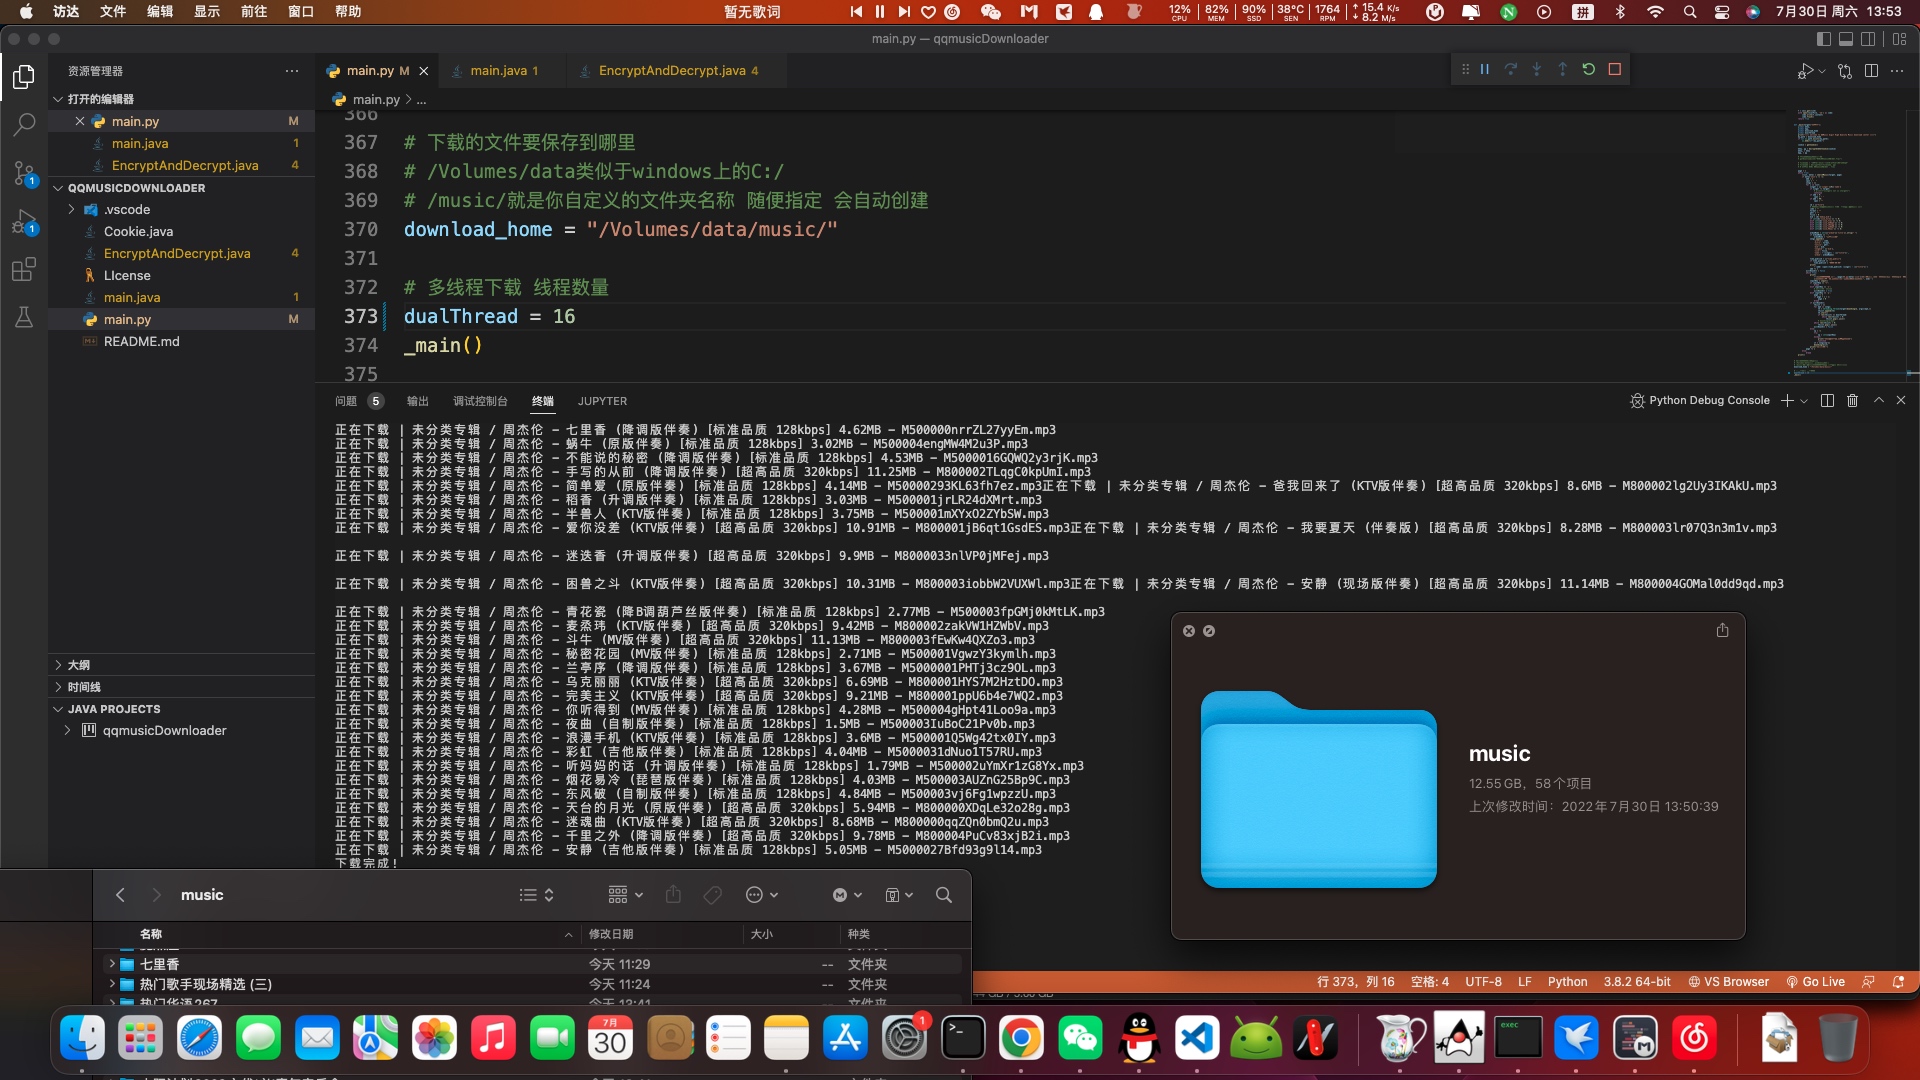 访达 文件 编辑 显示 前往 窗口 帮助 暂无歌词 12% CPU 82% MEM 90% SSD 38°C SEN 1764 RPM ↑ 15.4 K/s ↓ 8.2 M/s 拼 7月30日 周六 13:53
main.py — qqmusicDownloader
资源管理器 ···
main.py M
main.java 1
EncryptAndDecrypt.java 4
打开的编辑器
main.py M
main.java 1
EncryptAndDecrypt.java 4
QQMUSICDOWNLOADER
.vscode
Cookie.java
EncryptAndDecrypt.java 4
LIcense
main.java 1
main.py M
README.md
大纲
时间线
JAVA PROJECTS
qqmusicDownloader
main.py > ...
366
367 # 下载的文件要保存到哪里
368 # /Volumes/data类似于windows上的C:/
369 # /music/就是你自定义的文件夹名称 随便指定 会自动创建
370 download_home = "/Volumes/data/music/"
371
372 # 多线程下载 线程数量
373 dualThread = 16
374 _main()
375
问题 5 输出 调试控制台 终端 JUPYTER
Python Debug Console
正在下载 | 未分类专辑 / 周杰伦 - 七里香 (降调版伴奏) [标准品质 128kbps] 4.62MB - M500000nrrZL27yyEm.mp3
正在下载 | 未分类专辑 / 周杰伦 - 蜗牛 (原版伴奏) [标准品质 128kbps] 3.02MB - M500004engMW4M2u3P.mp3
正在下载 | 未分类专辑 / 周杰伦 - 不能说的秘密 (降调版伴奏) [标准品质 128kbps] 4.53MB - M5000016GQWQ2y3rjK.mp3
正在下载 | 未分类专辑 / 周杰伦 - 手写的从前 (降调版伴奏) [超高品质 320kbps] 11.25MB - M800002TLqgC0kpUmI.mp3
正在下载 | 未分类专辑 / 周杰伦 - 简单爱 (原版伴奏) [标准品质 128kbps] 4.14MB - M50000293KL63fh7ez.mp3正在下载 | 未分类专辑 / 周杰伦 - 爸我回来了 (KTV版伴奏) [超高品质 320kbps] 8.6MB - M800002lg2Uy3IKAkU.mp3
正在下载 | 未分类专辑 / 周杰伦 - 稻香 (升调版伴奏) [标准品质 128kbps] 3.03MB - M500001jrLR24dXMrt.mp3
正在下载 | 未分类专辑 / 周杰伦 - 半兽人 (KTV版伴奏) [标准品质 128kbps] 3.75MB - M500001mXYxO2ZYbSW.mp3
正在下载 | 未分类专辑 / 周杰伦 - 爱你没差 (KTV版伴奏) [超高品质 320kbps] 10.91MB - M800001jB6qt1GsdES.mp3正在下载 | 未分类专辑 / 周杰伦 - 我要夏天 (伴奏版) [超高品质 320kbps] 8.28MB - M800003lr07Q3n3m1v.mp3
正在下载 | 未分类专辑 / 周杰伦 - 迷迭香 (升调版伴奏) [超高品质 320kbps] 9.9MB - M8000033nlVP0jMFej.mp3
正在下载 | 未分类专辑 / 周杰伦 - 困兽之斗 (KTV版伴奏) [超高品质 320kbps] 10.31MB - M800003iobbW2VUXWl.mp3正在下载 | 未分类专辑 / 周杰伦 - 安静 (现场版伴奏) [超高品质 320kbps] 11.14MB - M800004GOMal0dd9qd.mp3
正在下载 | 未分类专辑 / 周杰伦 - 青花瓷 (降B调葫芦丝版伴奏) [标准品质 128kbps] 2.77MB - M500003fpGMj0kMtLK.mp3
正在下载 | 未分类专辑 / 周杰伦 - 麦烝玮 (KTV版伴奏) [超高品质 320kbps] 9.42MB - M800002zakVW1HZWbV.mp3
正在下载 | 未分类专辑 / 周杰伦 - 斗牛 (MV版伴奏) [超高品质 320kbps] 11.13MB - M800003fEwKw4QXZo3.mp3
正在下载 | 未分类专辑 / 周杰伦 - 秘密花园 (MV版伴奏) [标准品质 128kbps] 2.71MB - M500001VgwzY3kymlh.mp3
正在下载 | 未分类专辑 / 周杰伦 - 兰亭序 (降调版伴奏) [标准品质 128kbps] 3.67MB - M5000001PHTj3cz9OL.mp3
正在下载 | 未分类专辑 / 周杰伦 - 乌克丽丽 (KTV版伴奏) [超高品质 320kbps] 6.69MB - M800001HYS7M2HztDO.mp3
正在下载 | 未分类专辑 / 周杰伦 - 完美主义 (KTV版伴奏) [超高品质 320kbps] 9.21MB - M800001ppU6b4e7WQ2.mp3
正在下载 | 未分类专辑 / 周杰伦 - 你听得到 (MV版伴奏) [标准品质 128kbps] 4.28MB - M500004gHpt41Loo9a.mp3
正在下载 | 未分类专辑 / 周杰伦 - 夜曲 (自制版伴奏) [标准品质 128kbps] 1.5MB - M500003IuBoC21Pv0b.mp3
正在下载 | 未分类专辑 / 周杰伦 - 浪漫手机 (KTV版伴奏) [标准品质 128kbps] 3.6MB - M500001Q5Wg42tx0IY.mp3
正在下载 | 未分类专辑 / 周杰伦 - 彩虹 (吉他版伴奏) [标准品质 128kbps] 4.04MB - M5000031dNuo1T57RU.mp3
正在下载 | 未分类专辑 / 周杰伦 - 听妈妈的话 (升调版伴奏) [标准品质 128kbps] 1.79MB - M500002uYmXr1zG8Yx.mp3
正在下载 | 未分类专辑 / 周杰伦 - 烟花易冷 (琵琶版伴奏) [标准品质 128kbps] 4.03MB - M500003AUZnG25Bp9C.mp3
正在下载 | 未分类专辑 / 周杰伦 - 东风破 (自制版伴奏) [标准品质 128kbps] 4.84MB - M500003vj6Fg1wpzzU.mp3
正在下载 | 未分类专辑 / 周杰伦 - 天台的月光 (原版伴奏) [超高品质 320kbps] 5.94MB - M800000XDqLe32o28g.mp3
正在下载 | 未分类专辑 / 周杰伦 - 迷魂曲 (KTV版伴奏) [超高品质 320kbps] 8.68MB - M800000qqZQn0bmQ2u.mp3
正在下载 | 未分类专辑 / 周杰伦 - 千里之外 (降调版伴奏) [超高品质 320kbps] 9.78MB - M800004PuCv83xjB2i.mp3
正在下载 | 未分类专辑 / 周杰伦 - 安静 (吉他版伴奏) [标准品质 128kbps] 5.05MB - M5000027Bfd93g9l14.mp3
下载完成!
music
12.55 GB，58 个项目
上次修改时间：2022 年 7 月 30 日 13:50:39
music
名称 修改日期 大小 种类
七里香 今天 11:29 -- 文件夹
热门歌手现场精选 (三) 今天 11:24 -- 文件夹
热门华语267 今天 13:41 -- 文件夹
行 373，列 16 空格: 4 UTF-8 LF Python 3.8.2 64-bit VS Browser Go Live
7月
30
1
exec